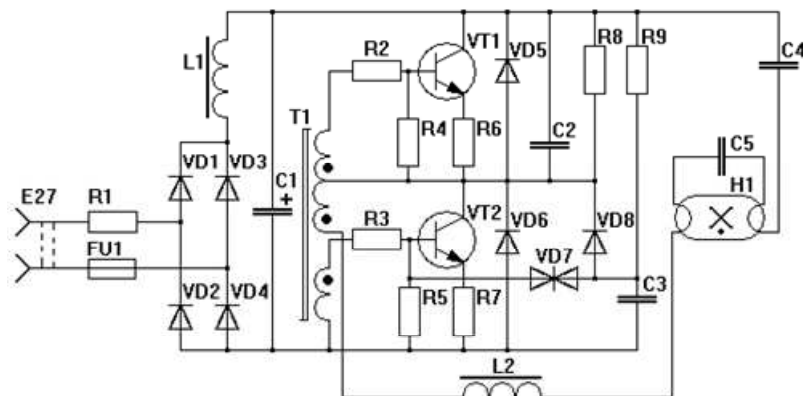 R2
VT1
VD5
R8
R9
C4
L1
T1
R4
R6
C2
C5
H1
VD1
VD3
C1
+
E27
R1
R3
VT2
VD6
VD8
VD7
FU1
VD2
VD4
R5
R7
C3
L2